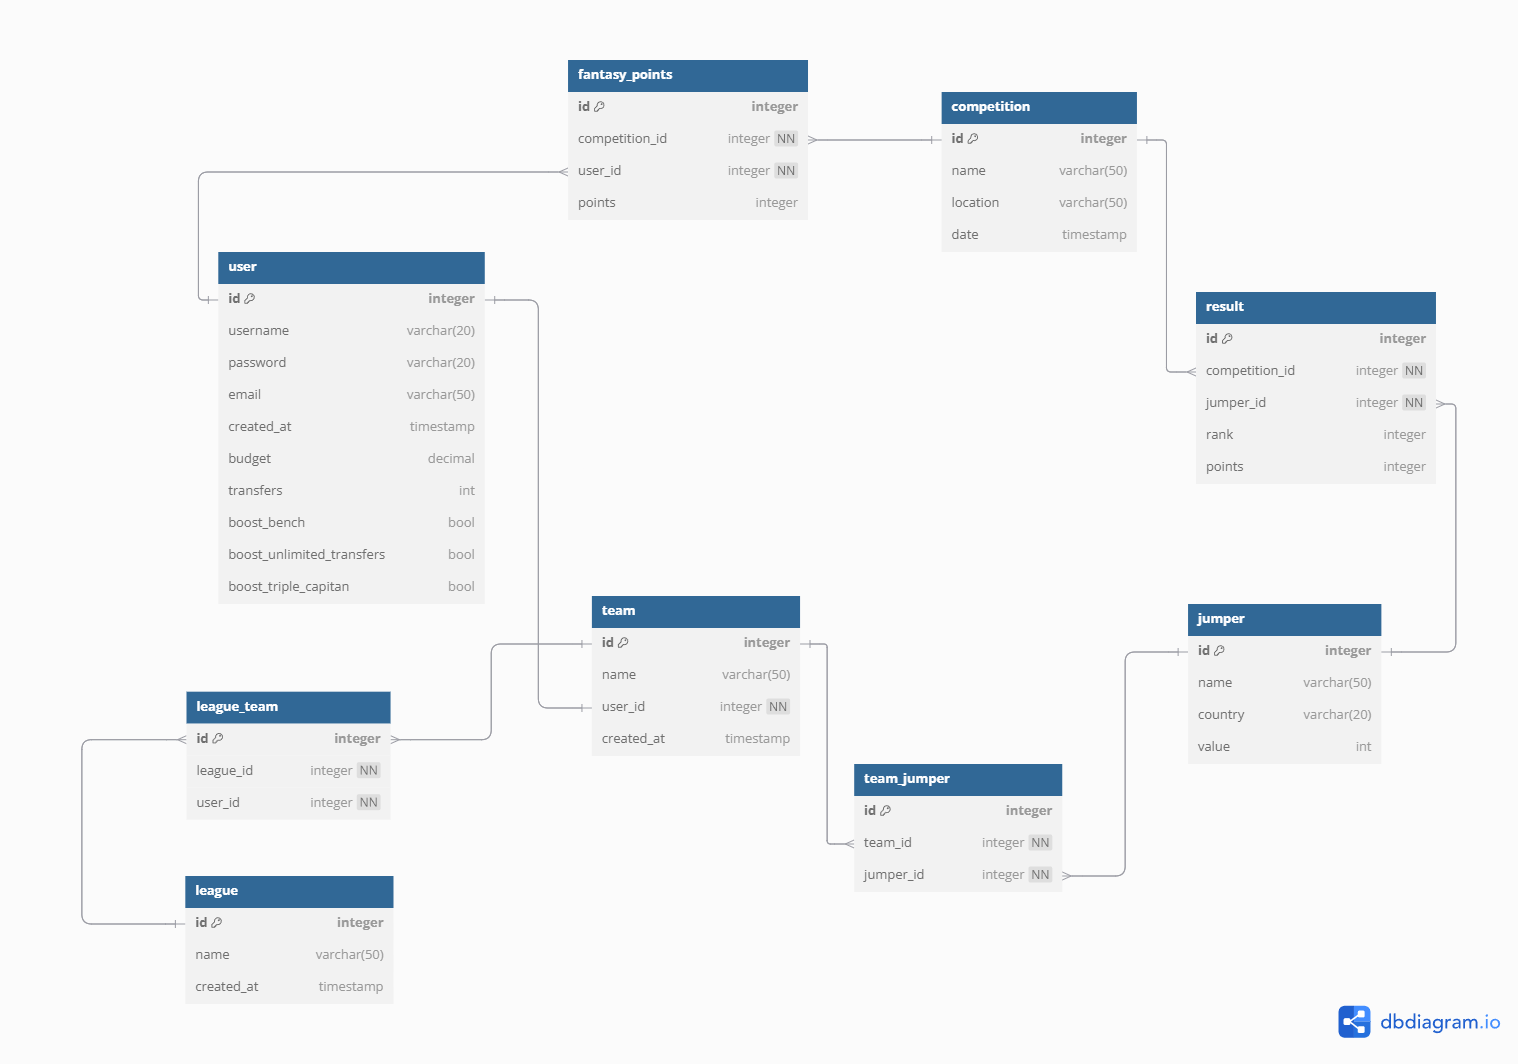 fantasy_points
id integer
competition_id integer NN
user_id integer NN
points integer
competition
id integer
name varchar(50)
location varchar(50)
date timestamp
user
id integer
username varchar(20)
password varchar(20)
email varchar(50)
created_at timestamp
budget decimal
transfers int
boost_bench bool
boost_unlimited_transfers bool
boost_triple_capitan bool
result
id integer
competition_id integer NN
jumper_id integer NN
rank integer
points integer
team
id integer
name varchar(50)
user_id integer NN
created_at timestamp
jumper
id integer
name varchar(50)
country varchar(20)
value int
league_team
id integer
league_id integer NN
user_id integer NN
team_jumper
id integer
team_id integer NN
jumper_id integer NN
league
id integer
name varchar(50)
created_at timestamp
dbdiagram.io